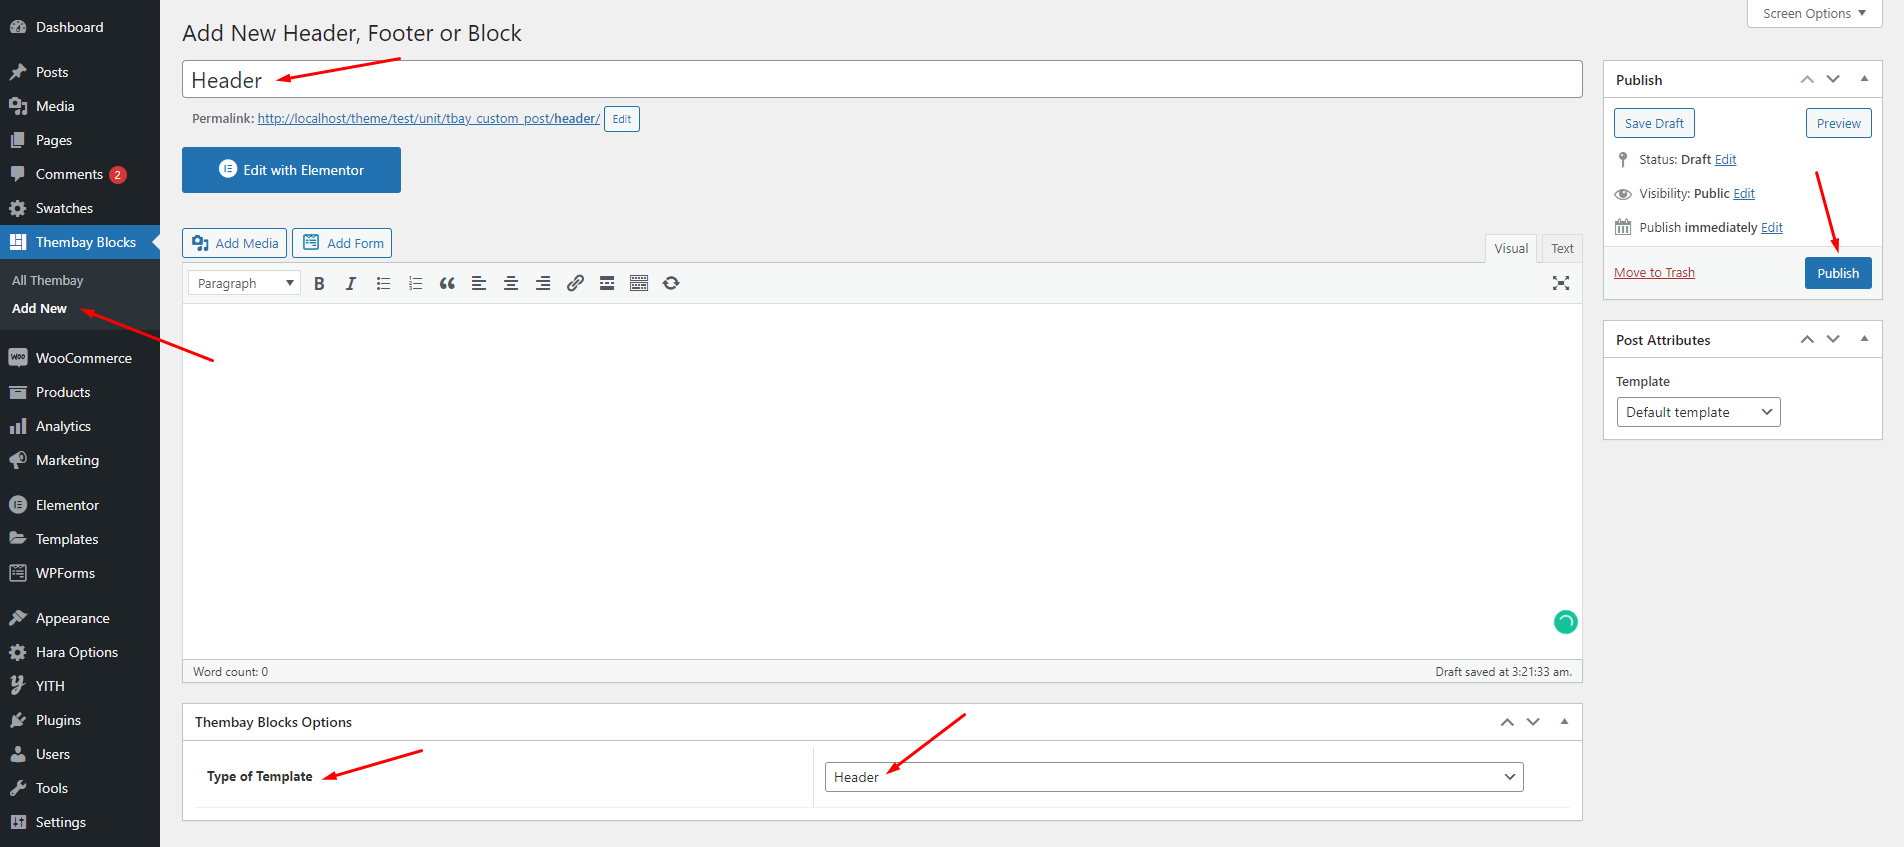 Screen Options
Dashboard
Posts
Media
Pages
Comments 2
Swatches
Thembay Blocks
All Thembay
Add New
WooCommerce
Products
Analytics
Marketing
Elementor
Templates
WPForms
Appearance
Hara Options
YITH
Plugins
Users
Tools
Settings
Add New Header, Footer or Block
Header
Permalink: http://localhost/theme/test/unit/tbay_custom_post/header/ Edit
Edit with Elementor
Add Media Add Form
Visual Text
Paragraph B I
Word count: 0 Draft saved at 3:21:33 am.
Thembay Blocks Options
Type of Template Header
Publish
Save Draft Preview
Status: Draft Edit
Visibility: Public Edit
Publish immediately Edit
Move to Trash Publish
Post Attributes
Template
Default template